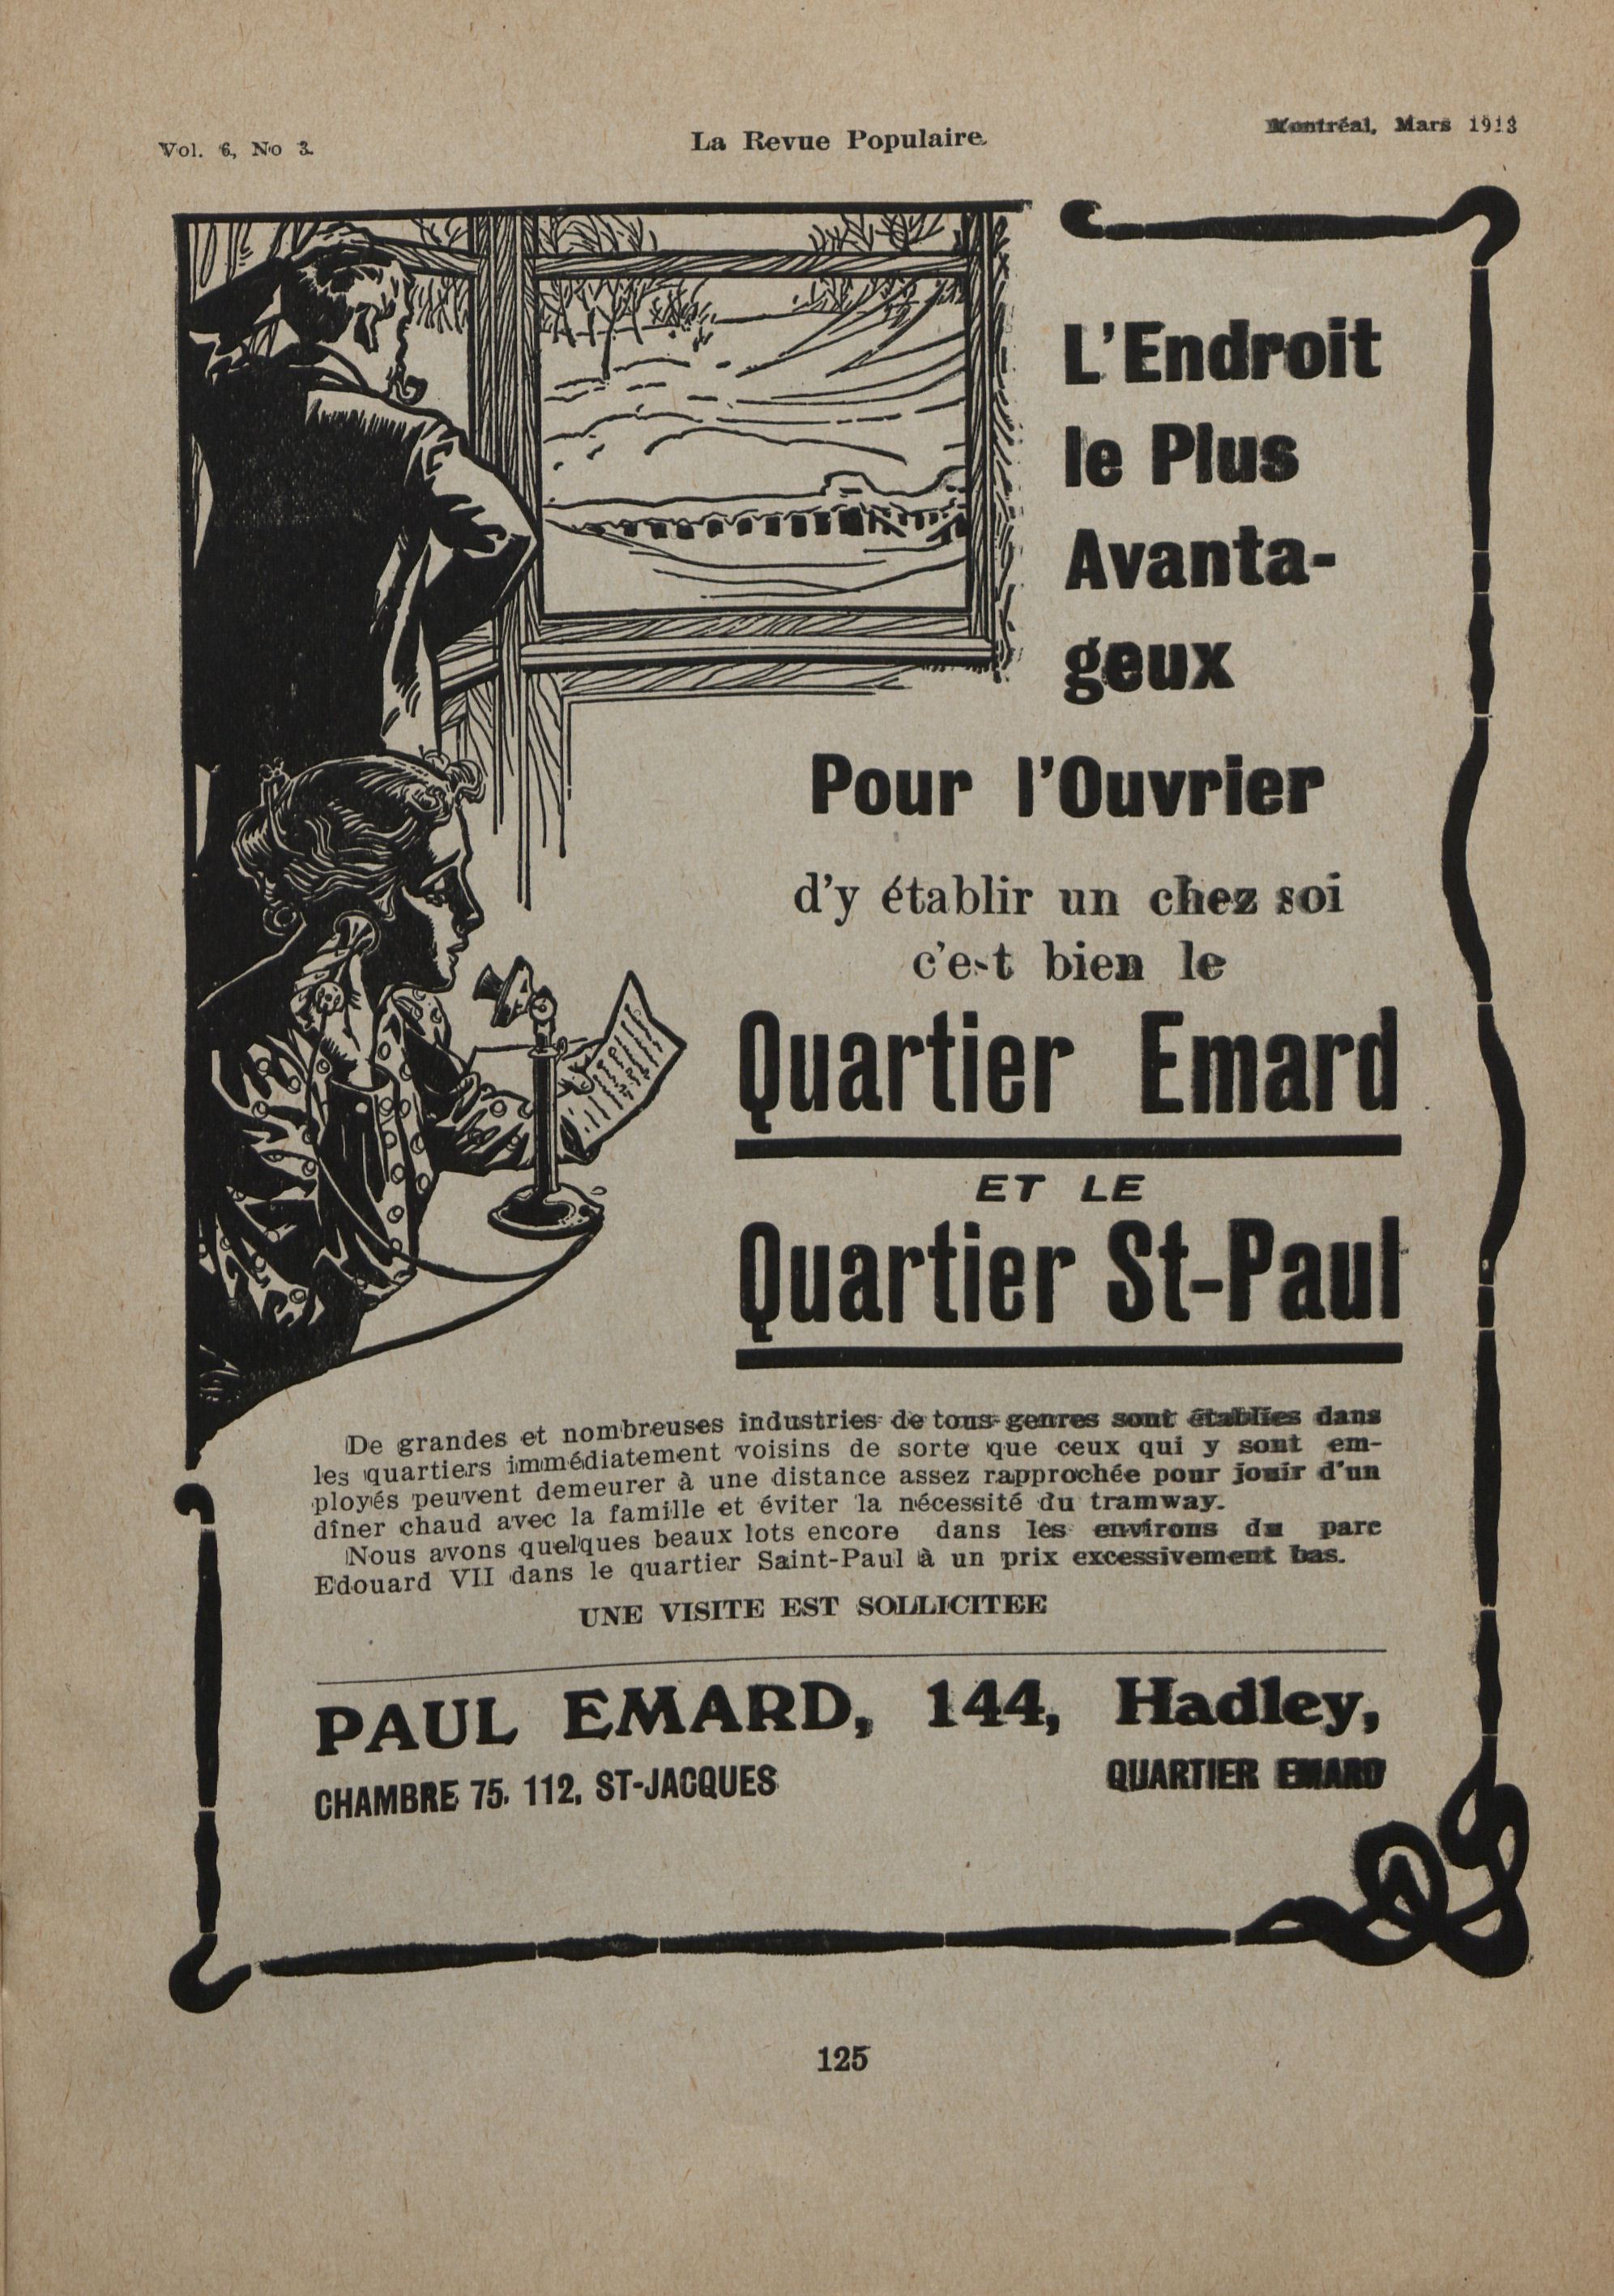 Vol. 6, No 3.
La Revue Populaire
Montréal, Mars 1913
L'Endroit
le Plus
Avanta-
geux
Pour l'Ouvrier
d'y établir un chez soi
c'est bien le
Quartier Emard
ET LE
Quartier St-Paul
De grandes et nombreuses industries de tous genres sont établies dans
les quartiers immédiatement voisins de sorte que ceux qui y sont em-
ployés peuvent demeurer à une distance assez rapprochée pour jouir d'un
dîner chaud avec la famille et éviter la nécessité du tramway.
Nous avons quelques beaux lots encore dans les environs du parc
Edouard VII dans le quartier Saint-Paul à un prix excessivement bas.
UNE VISITE EST SOLLICITEE
PAUL EMARD, 144, Hadley,
CHAMBRE 75, 112, ST-JACQUES
QUARTIER EMARD
125